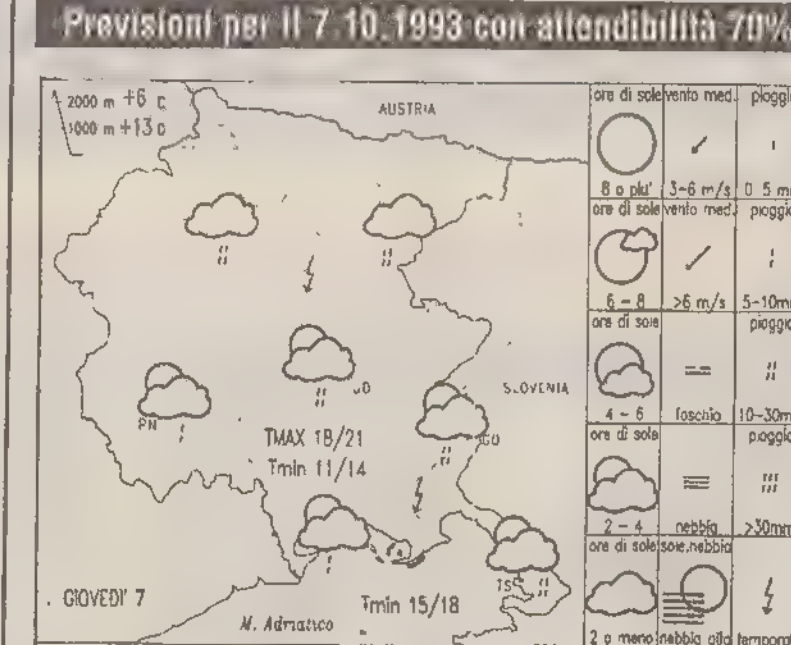 Previsioni per il 7.10.1993 con attendibilità 70%
2000 m +6 c
1000 m +13 c
AUSTRIA
SLOVENIA
UD
PN
GO
TMAX 18/21
Tmin 11/14
TS
GIOVEDI' 7
M. Adriatico
Tmin 15/18
ore di sole vento med. pioggia
8 o piu' 3-6 m/s 0 5 mm
ore di sole vento med. pioggia
6 - 8 >6 m/s 5-10mm
ore di sole pioggia
4 - 6 foschia 10-30mm
ore di sole pioggia
2 - 4 nebbia >30mm
ore di sole sole, nebbia
2 o meno nebbia alta